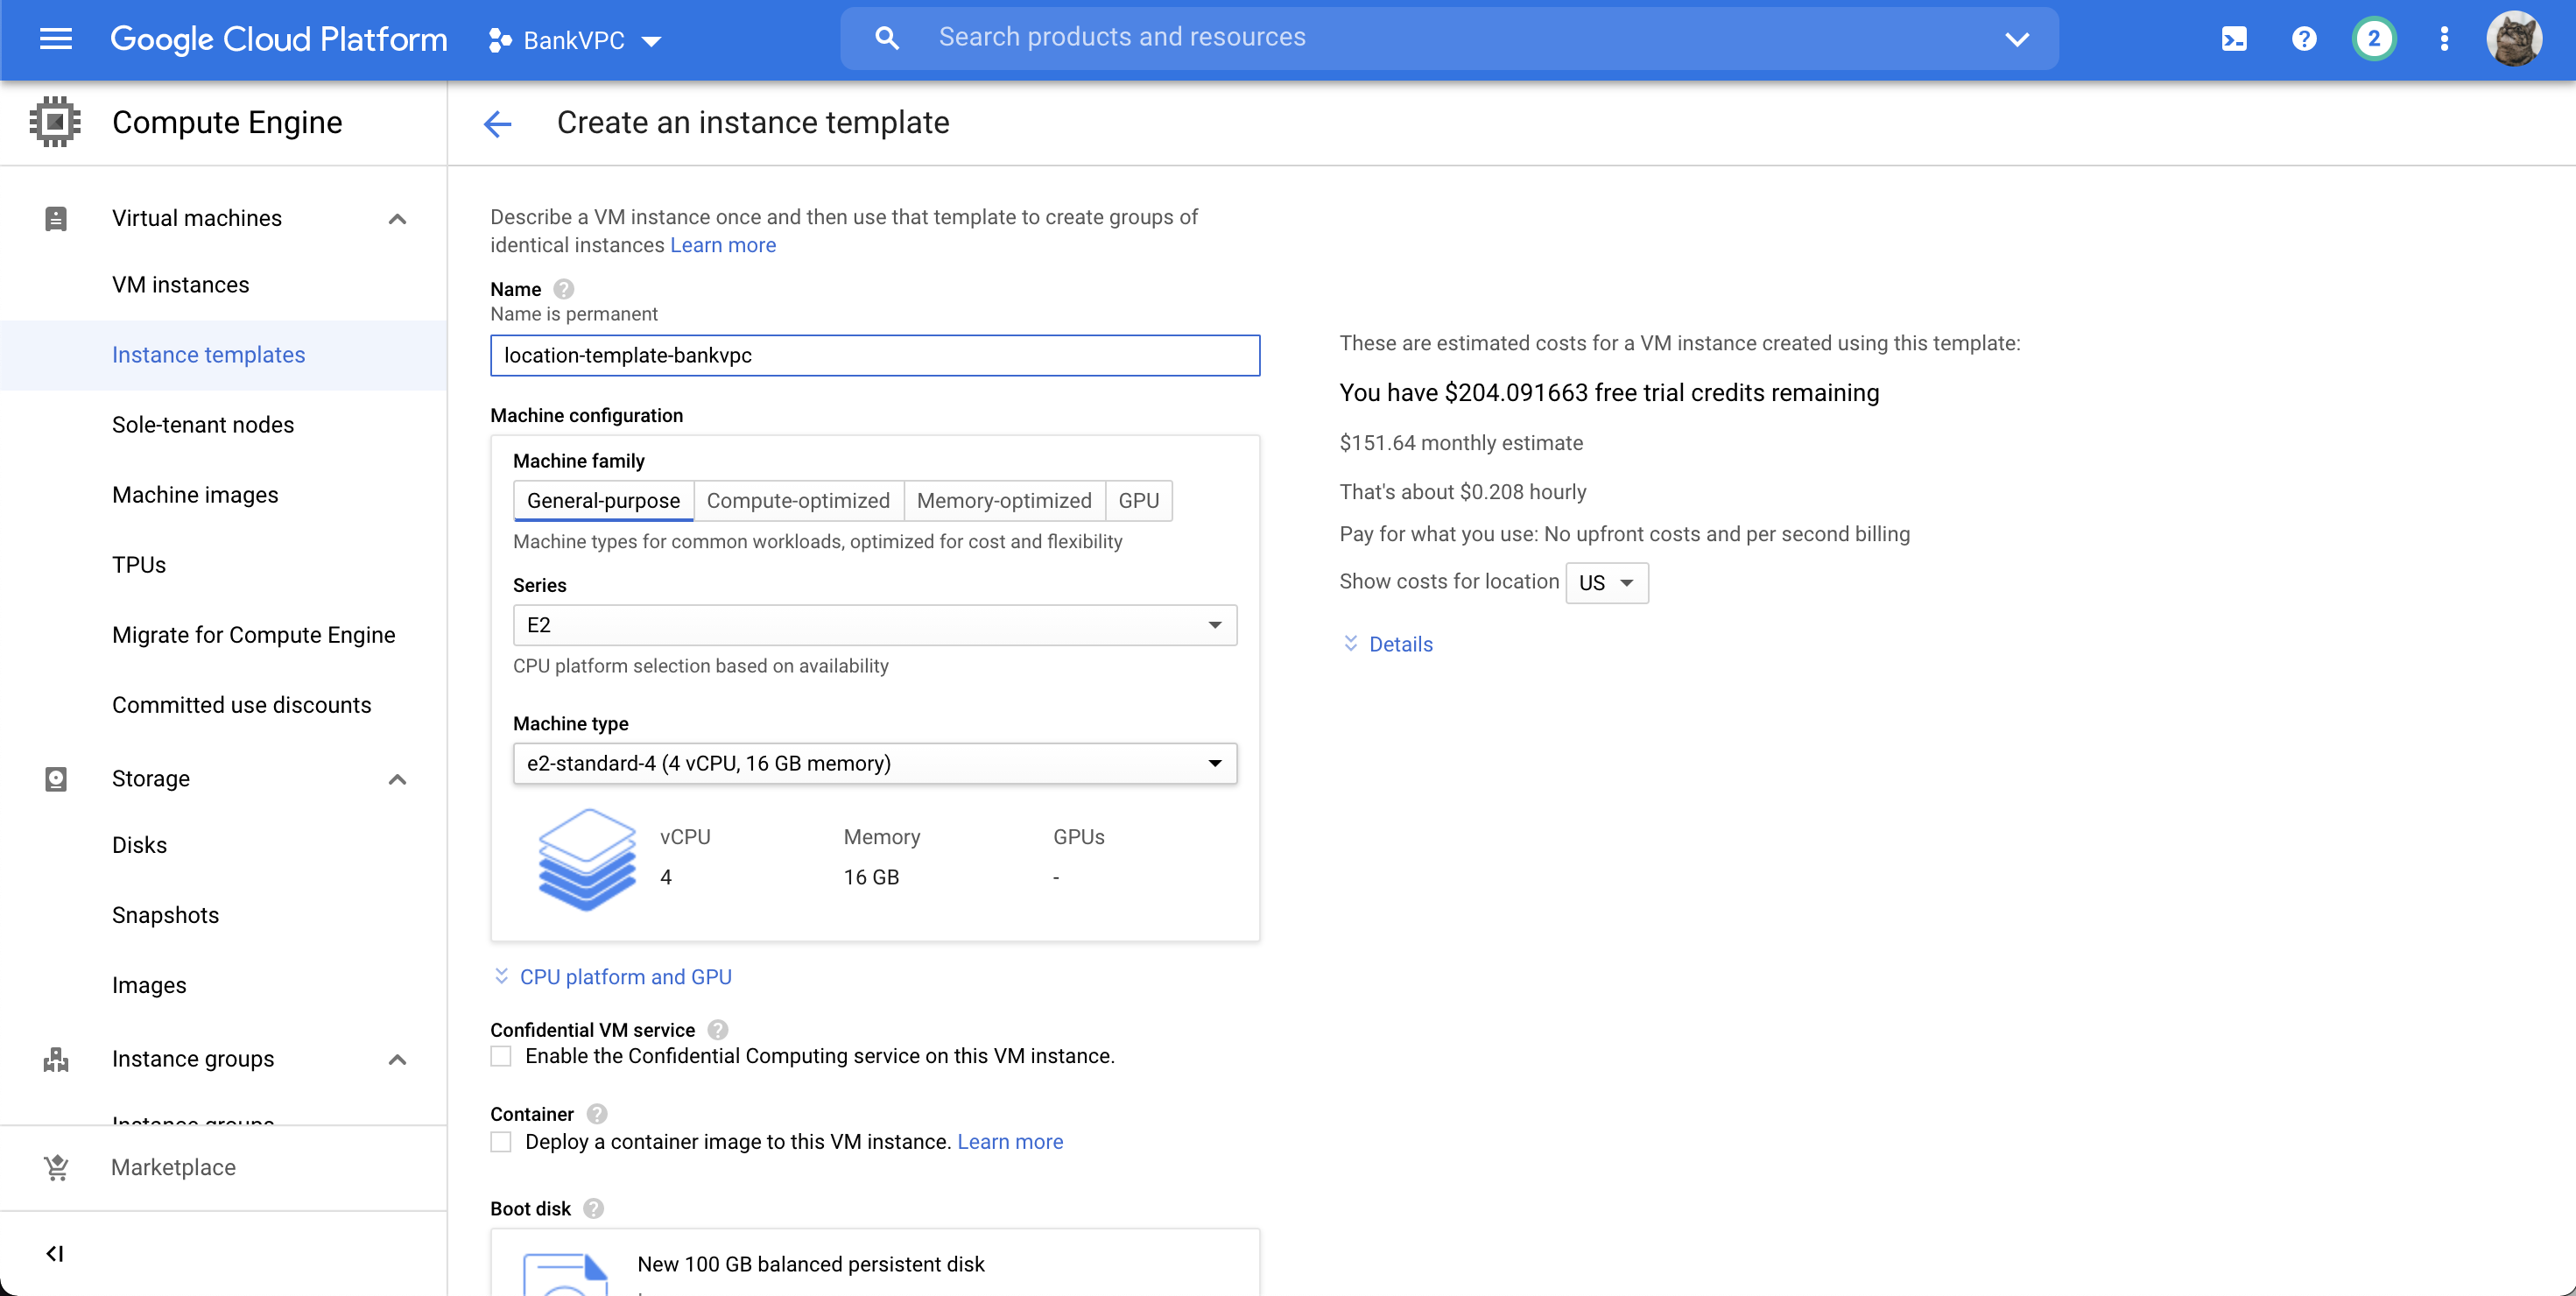 Google Cloud Platform
BankVPC
Search products and resources
2
Compute Engine
Create an instance template
Virtual machines
VM instances
Instance templates
Sole-tenant nodes
Machine images
TPUs
Migrate for Compute Engine
Committed use discounts
Storage
Disks
Snapshots
Images
Instance groups
Instance groups
Marketplace
Describe a VM instance once and then use that template to create groups of
identical instances Learn more
Name
Name is permanent
location-template-bankvpc
Machine configuration
Machine family
General-purpose Compute-optimized Memory-optimized GPU
Machine types for common workloads, optimized for cost and flexibility
Series
E2
CPU platform selection based on availability
Machine type
e2-standard-4 (4 vCPU, 16 GB memory)
vCPU Memory GPUs
4 16 GB -
CPU platform and GPU
Confidential VM service
Enable the Confidential Computing service on this VM instance.
Container
Deploy a container image to this VM instance. Learn more
Boot disk
New 100 GB balanced persistent disk
These are estimated costs for a VM instance created using this template:
You have $204.091663 free trial credits remaining
$151.64 monthly estimate
That's about $0.208 hourly
Pay for what you use: No upfront costs and per second billing
Show costs for location US
Details